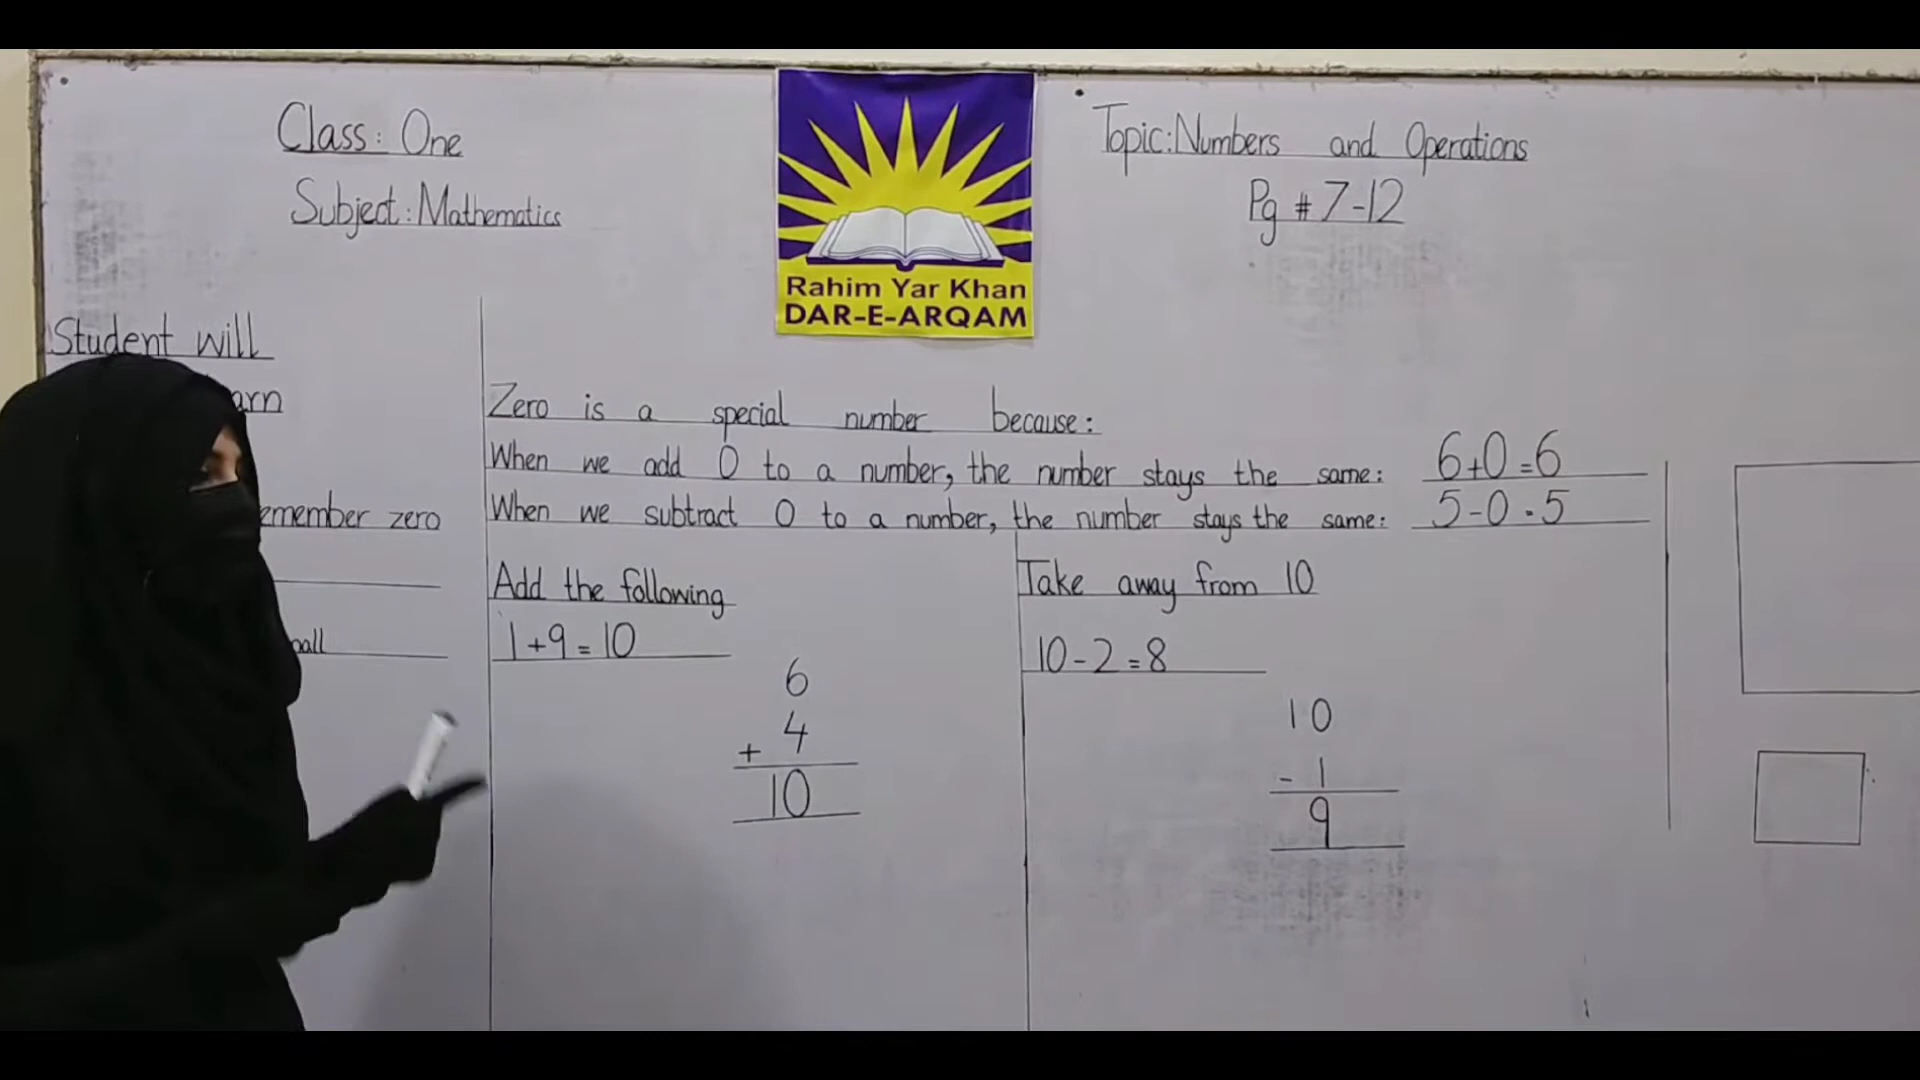 Class: One
Subject: Mathematics
Rahim Yar Khan
DAR-E-ARQAM
Topic: Numbers and Operations
Pg # 7-12
Student will
arn
emember zero
ball
Zero is a special number because:
When we add 0 to a number, the number stays the same: 6+0=6
When we subtract 0 to a number, the number stays the same: 5-0=5
Add the following
1+9=10
6
+ 4
10
Take away from 10
10-2=8
10
- 1
9